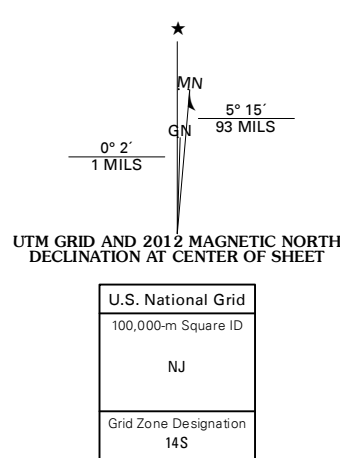 ★
MN
5° 15´
93 MILS
GN
0° 2´
1 MILS
UTM GRID AND 2012 MAGNETIC NORTH
DECLINATION AT CENTER OF SHEET
U.S. National Grid
100,000-m Square ID
NJ
Grid Zone Designation
14S